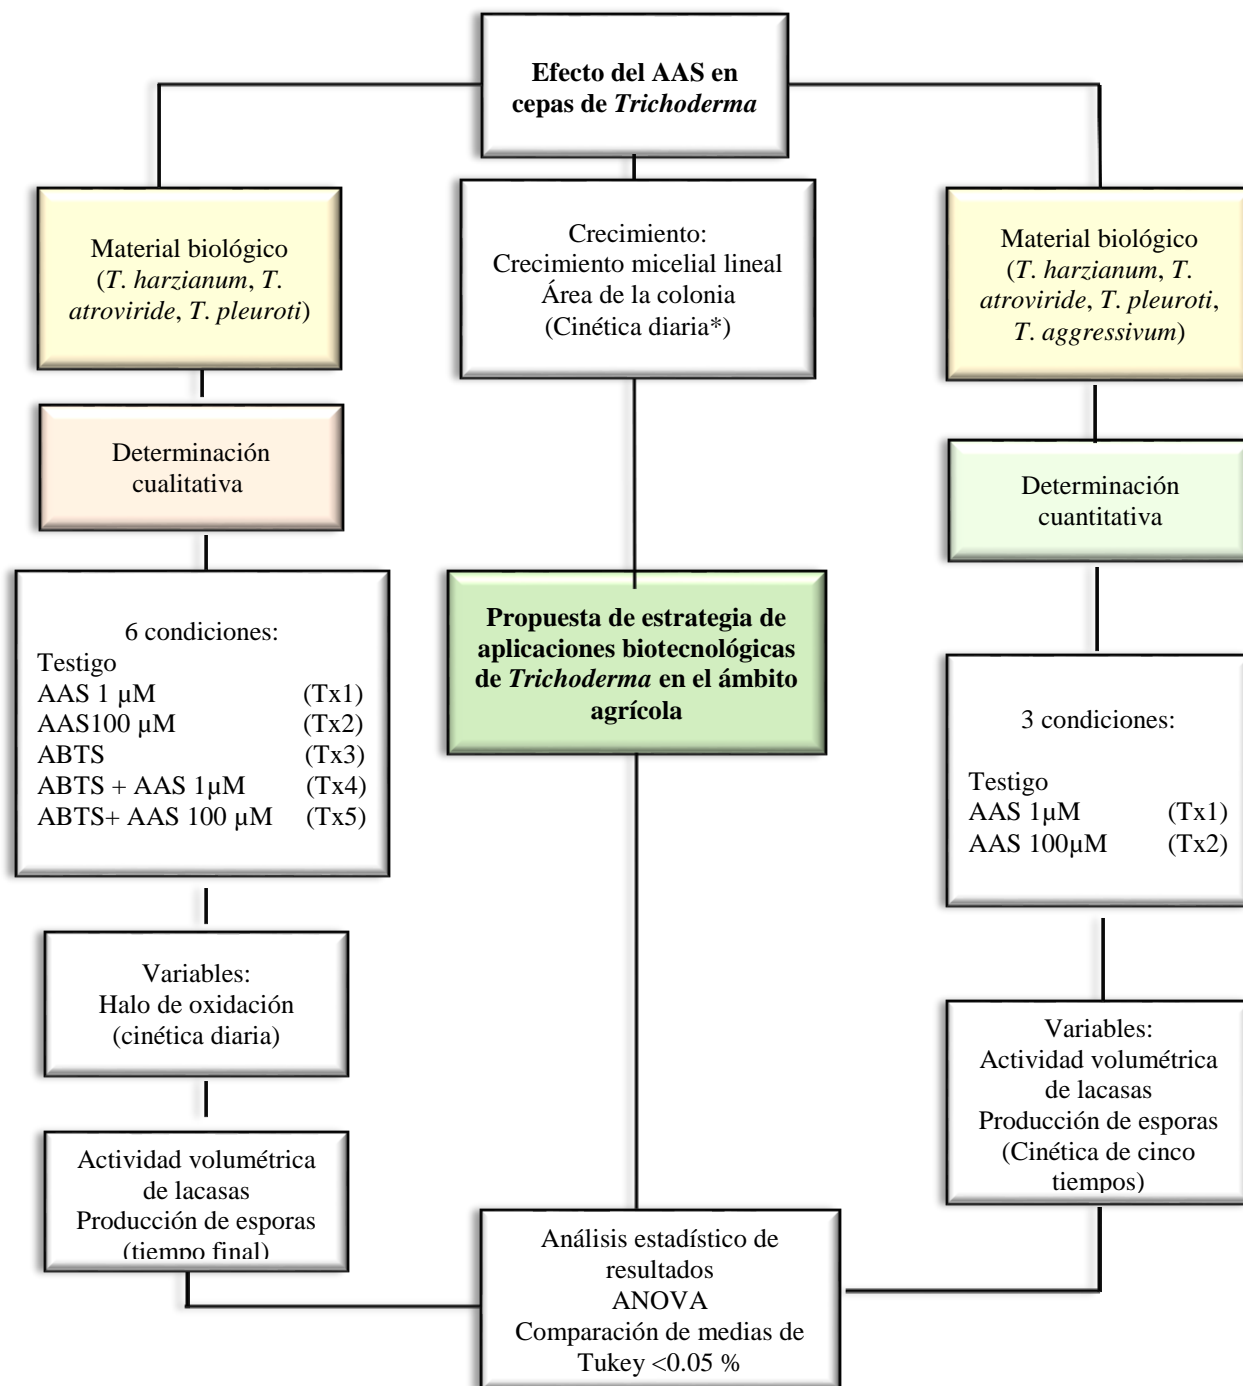 Efecto del AAS en
cepas de Trichoderma
Material biológico
(T. harzianum, T.
atroviride, T. pleuroti)
Crecimiento:
Crecimiento micelial lineal
Área de la colonia
(Cinética diaria*)
Material biológico
(T. harzianum, T.
atroviride, T. pleuroti,
T. aggressivum)
Determinación
cualitativa
Determinación
cuantitativa
6 condiciones:
Testigo
AAS 1 µM (Tx1)
AAS100 µM (Tx2)
ABTS (Tx3)
ABTS + AAS 1µM (Tx4)
ABTS+ AAS 100 µM (Tx5)
Propuesta de estrategia de
aplicaciones biotecnológicas
de Trichoderma en el ámbito
agrícola
3 condiciones:
Testigo
AAS 1µM (Tx1)
AAS 100µM (Tx2)
Variables:
Halo de oxidación
(cinética diaria)
Variables:
Actividad volumétrica
de lacasas
Producción de esporas
(Cinética de cinco
tiempos)
Actividad volumétrica
de lacasas
Producción de esporas
(tiempo final)
Análisis estadístico de
resultados
ANOVA
Comparación de medias de
Tukey <0.05 %